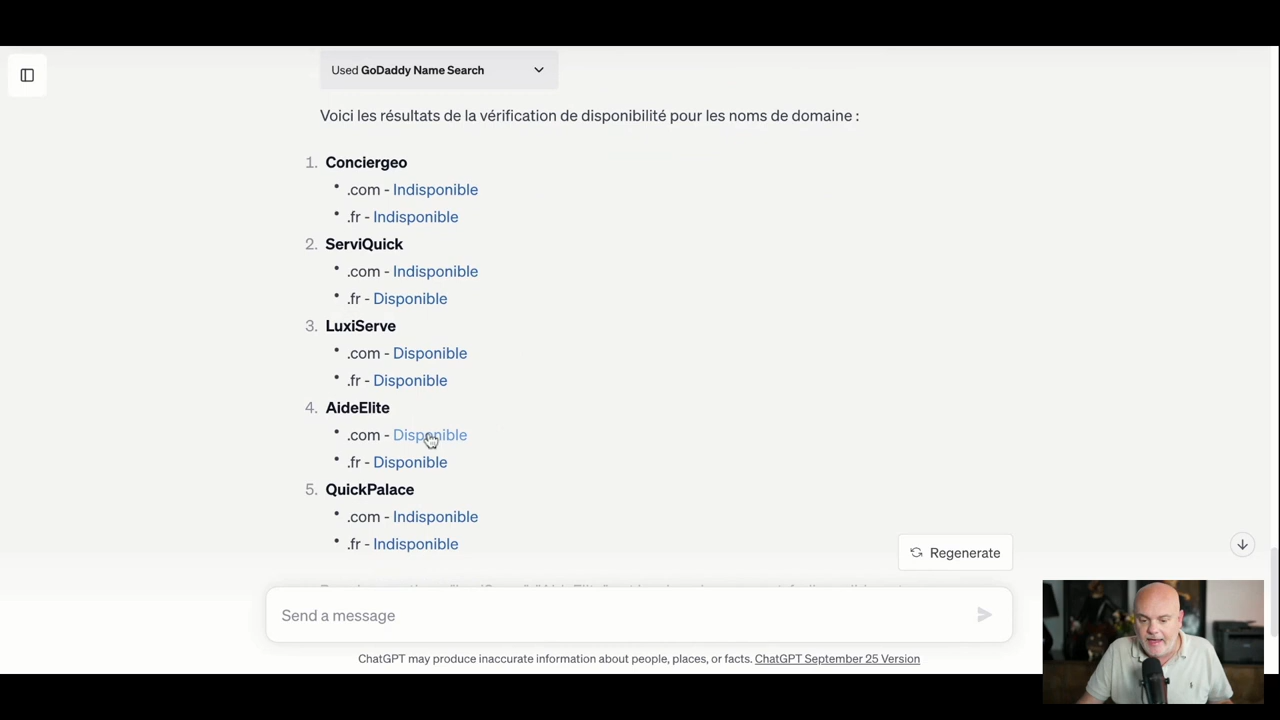 Used GoDaddy Name Search
Voici les résultats de la vérification de disponibilité pour les noms de domaine :
1. Conciergeo
• .com - Indisponible
• .fr - Indisponible
2. ServiQuick
• .com - Indisponible
• .fr - Disponible
3. LuxiServe
• .com - Disponible
• .fr - Disponible
4. AideElite
• .com - Disponible
• .fr - Disponible
5. QuickPalace
• .com - Indisponible
• .fr - Indisponible
Regenerate
Send a message
ChatGPT may produce inaccurate information about people, places, or facts. ChatGPT September 25 Version